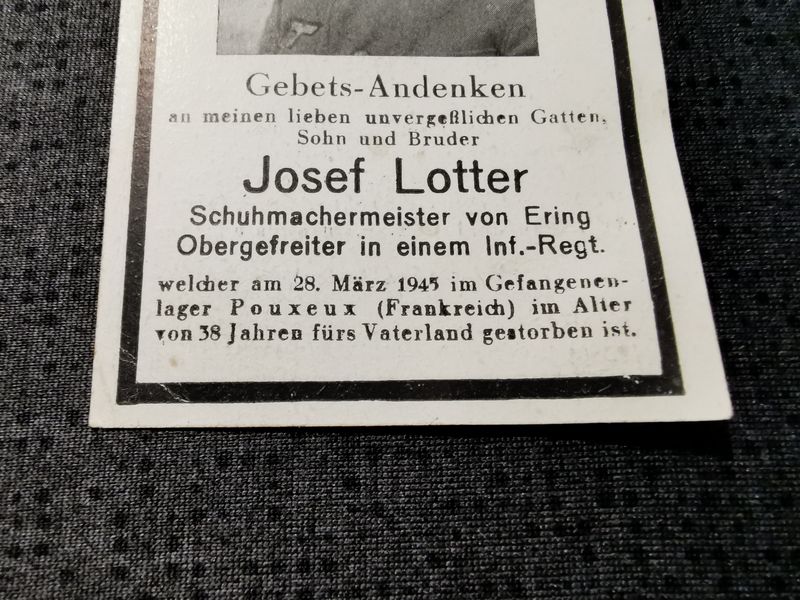 Gebets-Andenken
an meinen lieben unvergeßlichen Gatten,
Sohn und Bruder
Josef Lotter
Schuhmachermeister von Ering
Obergefreiter in einem Inf.-Regt.
welcher am 28. März 1945 im Gefangenen-
lager Pouxeux (Frankreich) im Alter
von 38 Jahren fürs Vaterland gestorben ist.